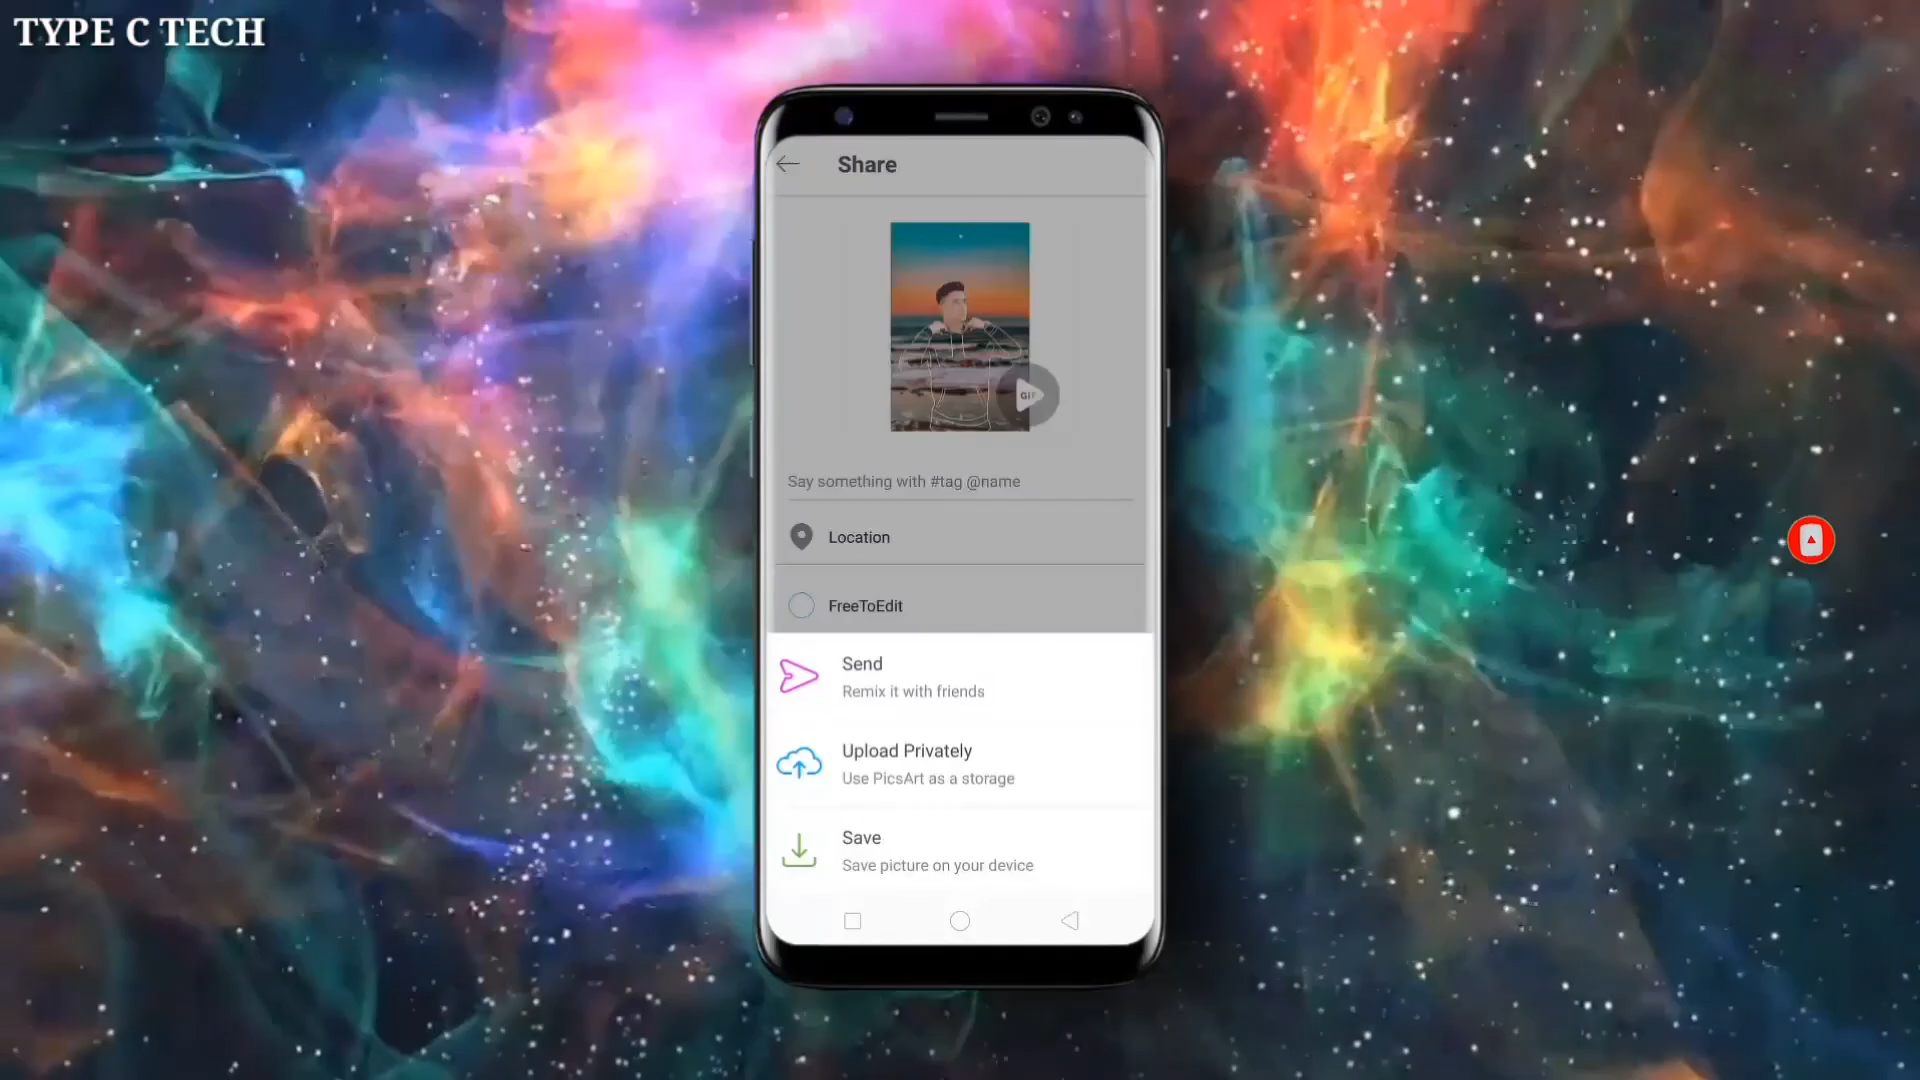 TYPE C TECH
Share
GIF
Say something with #tag @name
Location
FreeToEdit
Send
Remix it with friends
Upload Privately
Use PicsArt as a storage
Save
Save picture on your device